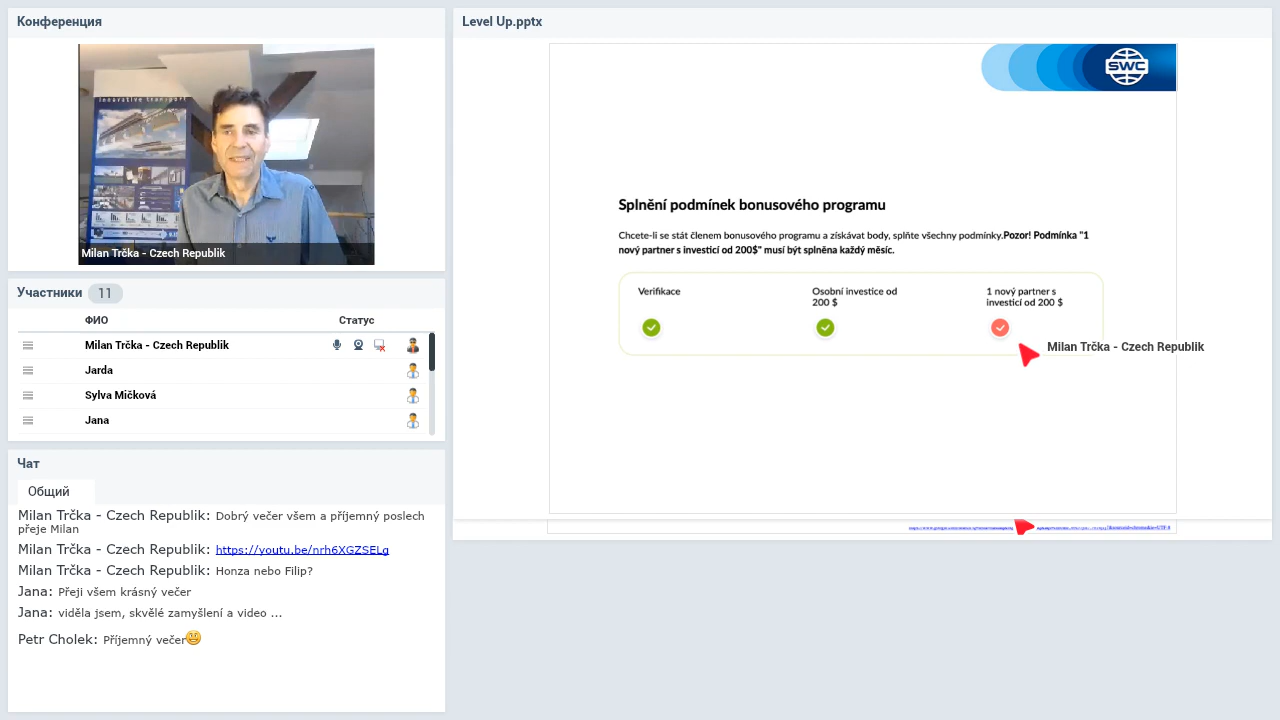 Конференция
Innovative transport
Milan Trčka - Czech Republik
Участники 11
ФИО Статус
Milan Trčka - Czech Republik
Jarda
Sylva Mičková
Jana
Чат
Общий
Milan Trčka - Czech Republik: Dobrý večer všem a příjemný poslech
přeje Milan
Milan Trčka - Czech Republik: https://youtu.be/nrh6XGZSELg
Milan Trčka - Czech Republik: Honza nebo Filip?
Jana: Přeji všem krásný večer
Jana: viděla jsem, skvělé zamyšlení a video ...
Petr Cholek: Příjemný večer
Level Up.pptx
SWC
Splnění podmínek bonusového programu
Chcete-li se stát členem bonusového programu a získávat body, splňte všechny podmínky.Pozor! Podmínka "1
nový partner s investicí od 200$" musí být splněna každý měsíc.
Verifikace
Osobní investice od
200 $
1 nový partner s
investicí od 200 $
Milan Trčka - Czech Republik